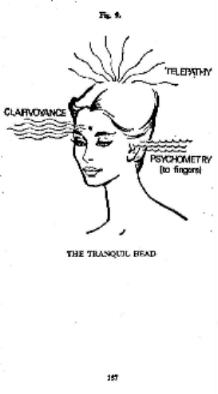 Fig. 9.
TELEPATHY
CLAIRVOYANCE
PSYCHOMETRY
(to fingers)
THE TRANQUIL HEAD
157